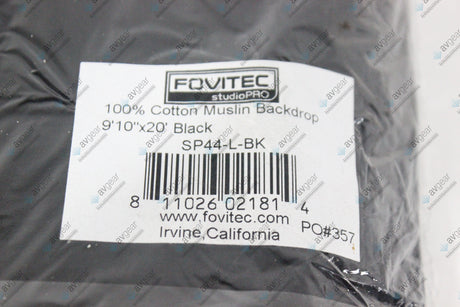 FOVITEC
studioPRO
100% Cotton Muslin Backdrop
9'10"x20' Black
SP44-L-BK
8 11026 02181 4
www.fovitec.com
Irvine,California
PO#357
avgear